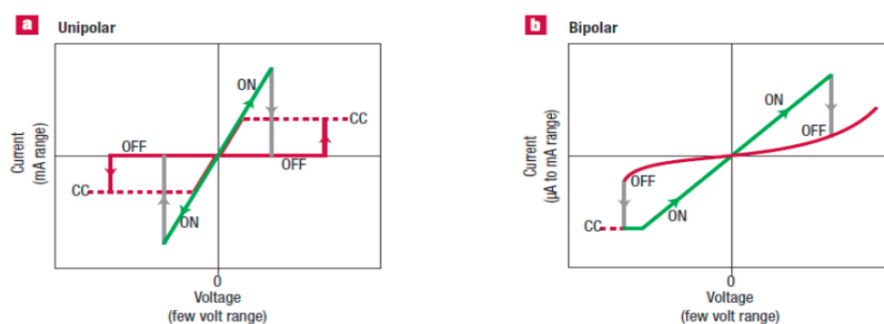 a Unipolar
Current
(mA range)
ON
CC
OFF
OFF
CC
ON
0
Voltage
(few volt range)
b Bipolar
Current
(µA to mA range)
ON
OFF
OFF
ON
CC
0
Voltage
(few volt range)